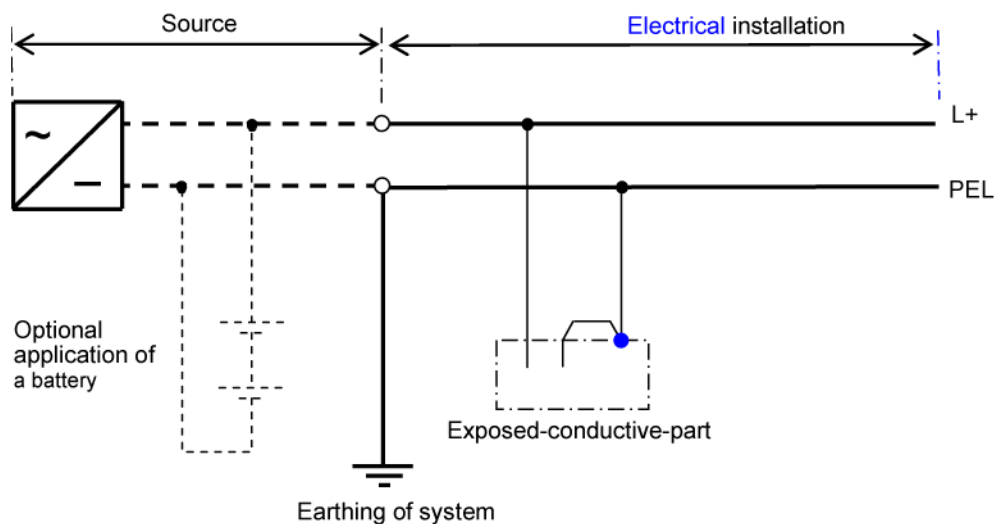 Source
Electrical installation
L+
PEL
~
–
Optional
application of
a battery
Exposed-conductive-part
Earthing of system